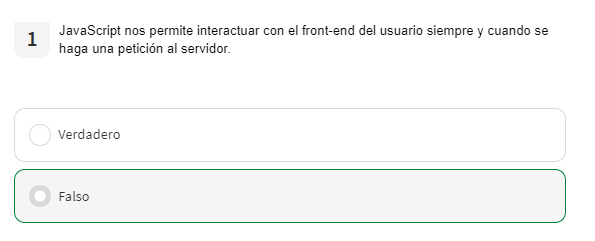 1
JavaScript nos permite interactuar con el front-end del usuario siempre y cuando se
haga una petición al servidor.
Verdadero
Falso